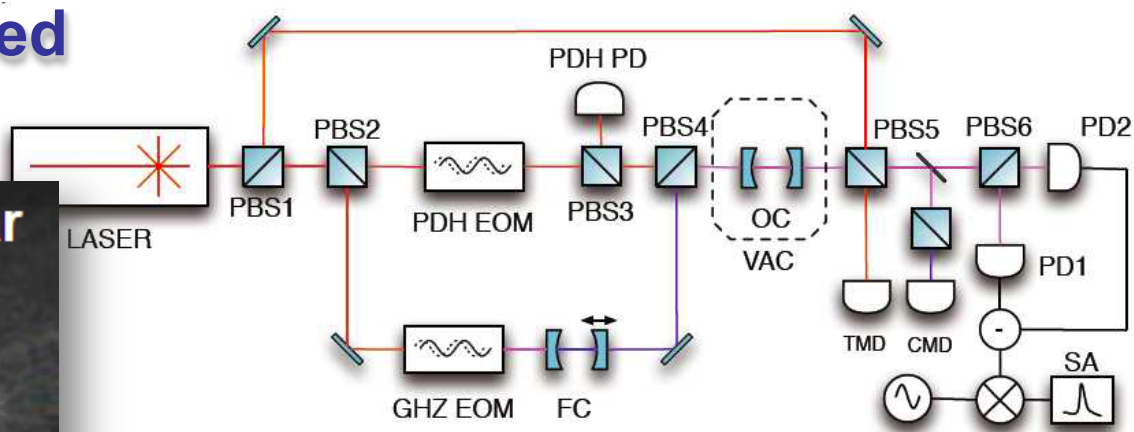 ed
PDH PD
PBS2
PBS4
PBS5
PBS6
PD2
PBS1
PDH EOM
PBS3
OC
r
LASER
VAC
PD1
TMD
CMD
-
SA
GHZ EOM
FC